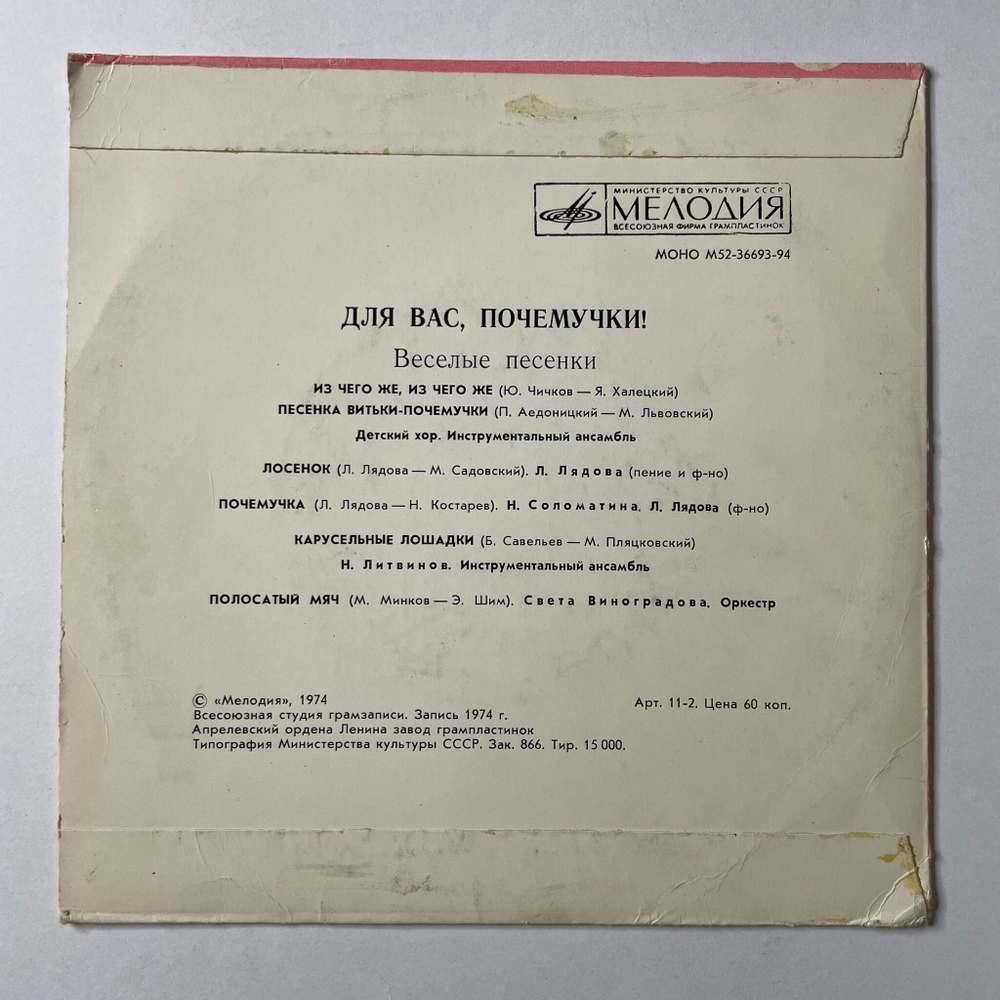 МИНИСТЕРСТВО КУЛЬТУРЫ СССР
МЕЛОДИЯ
ВСЕСОЮЗНАЯ ФИРМА ГРАМПЛАСТИНОК
МОНО М52-36693-94
ДЛЯ ВАС, ПОЧЕМУЧКИ!
Веселые песенки
ИЗ ЧЕГО ЖЕ, ИЗ ЧЕГО ЖЕ (Ю. Чичков — Я. Халецкий)
ПЕСЕНКА ВИТЬКИ-ПОЧЕМУЧКИ (П. Аедоницкий — М. Львовский)
Детский хор. Инструментальный ансамбль
ЛОСЕНОК (Л. Лядова — М. Садовский). Л. Лядова (пение и ф-но)
ПОЧЕМУЧКА (Л. Лядова — Н. Костарев). Н. Соломатина, Л. Лядова (ф-но)
КАРУСЕЛЬНЫЕ ЛОШАДКИ (Б. Савельев — М. Пляцковский)
Н. Литвинов. Инструментальный ансамбль
ПОЛОСАТЫЙ МЯЧ (М. Минков — Э. Шим). Света Виноградова. Оркестр
© «Мелодия», 1974 Арт. 11-2. Цена 60 коп.
Всесоюзная студия грамзаписи. Запись 1974 г.
Апрелевский ордена Ленина завод грампластинок
Типография Министерства культуры СССР. Зак. 866. Тир. 15 000.